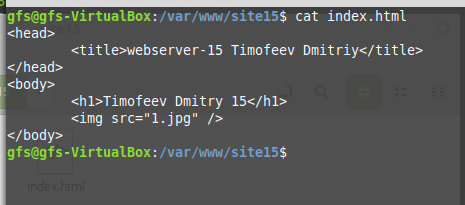 gfs@gfs-VirtualBox:/var/www/site15$ cat index.html
<head>
        <title>webserver-15 Timofeev Dmitriy</title>
</head>
<body>
        <h1>Timofeev Dmitry 15</h1>
        <img src="1.jpg" />
</body>
gfs@gfs-VirtualBox:/var/www/site15$
index.html